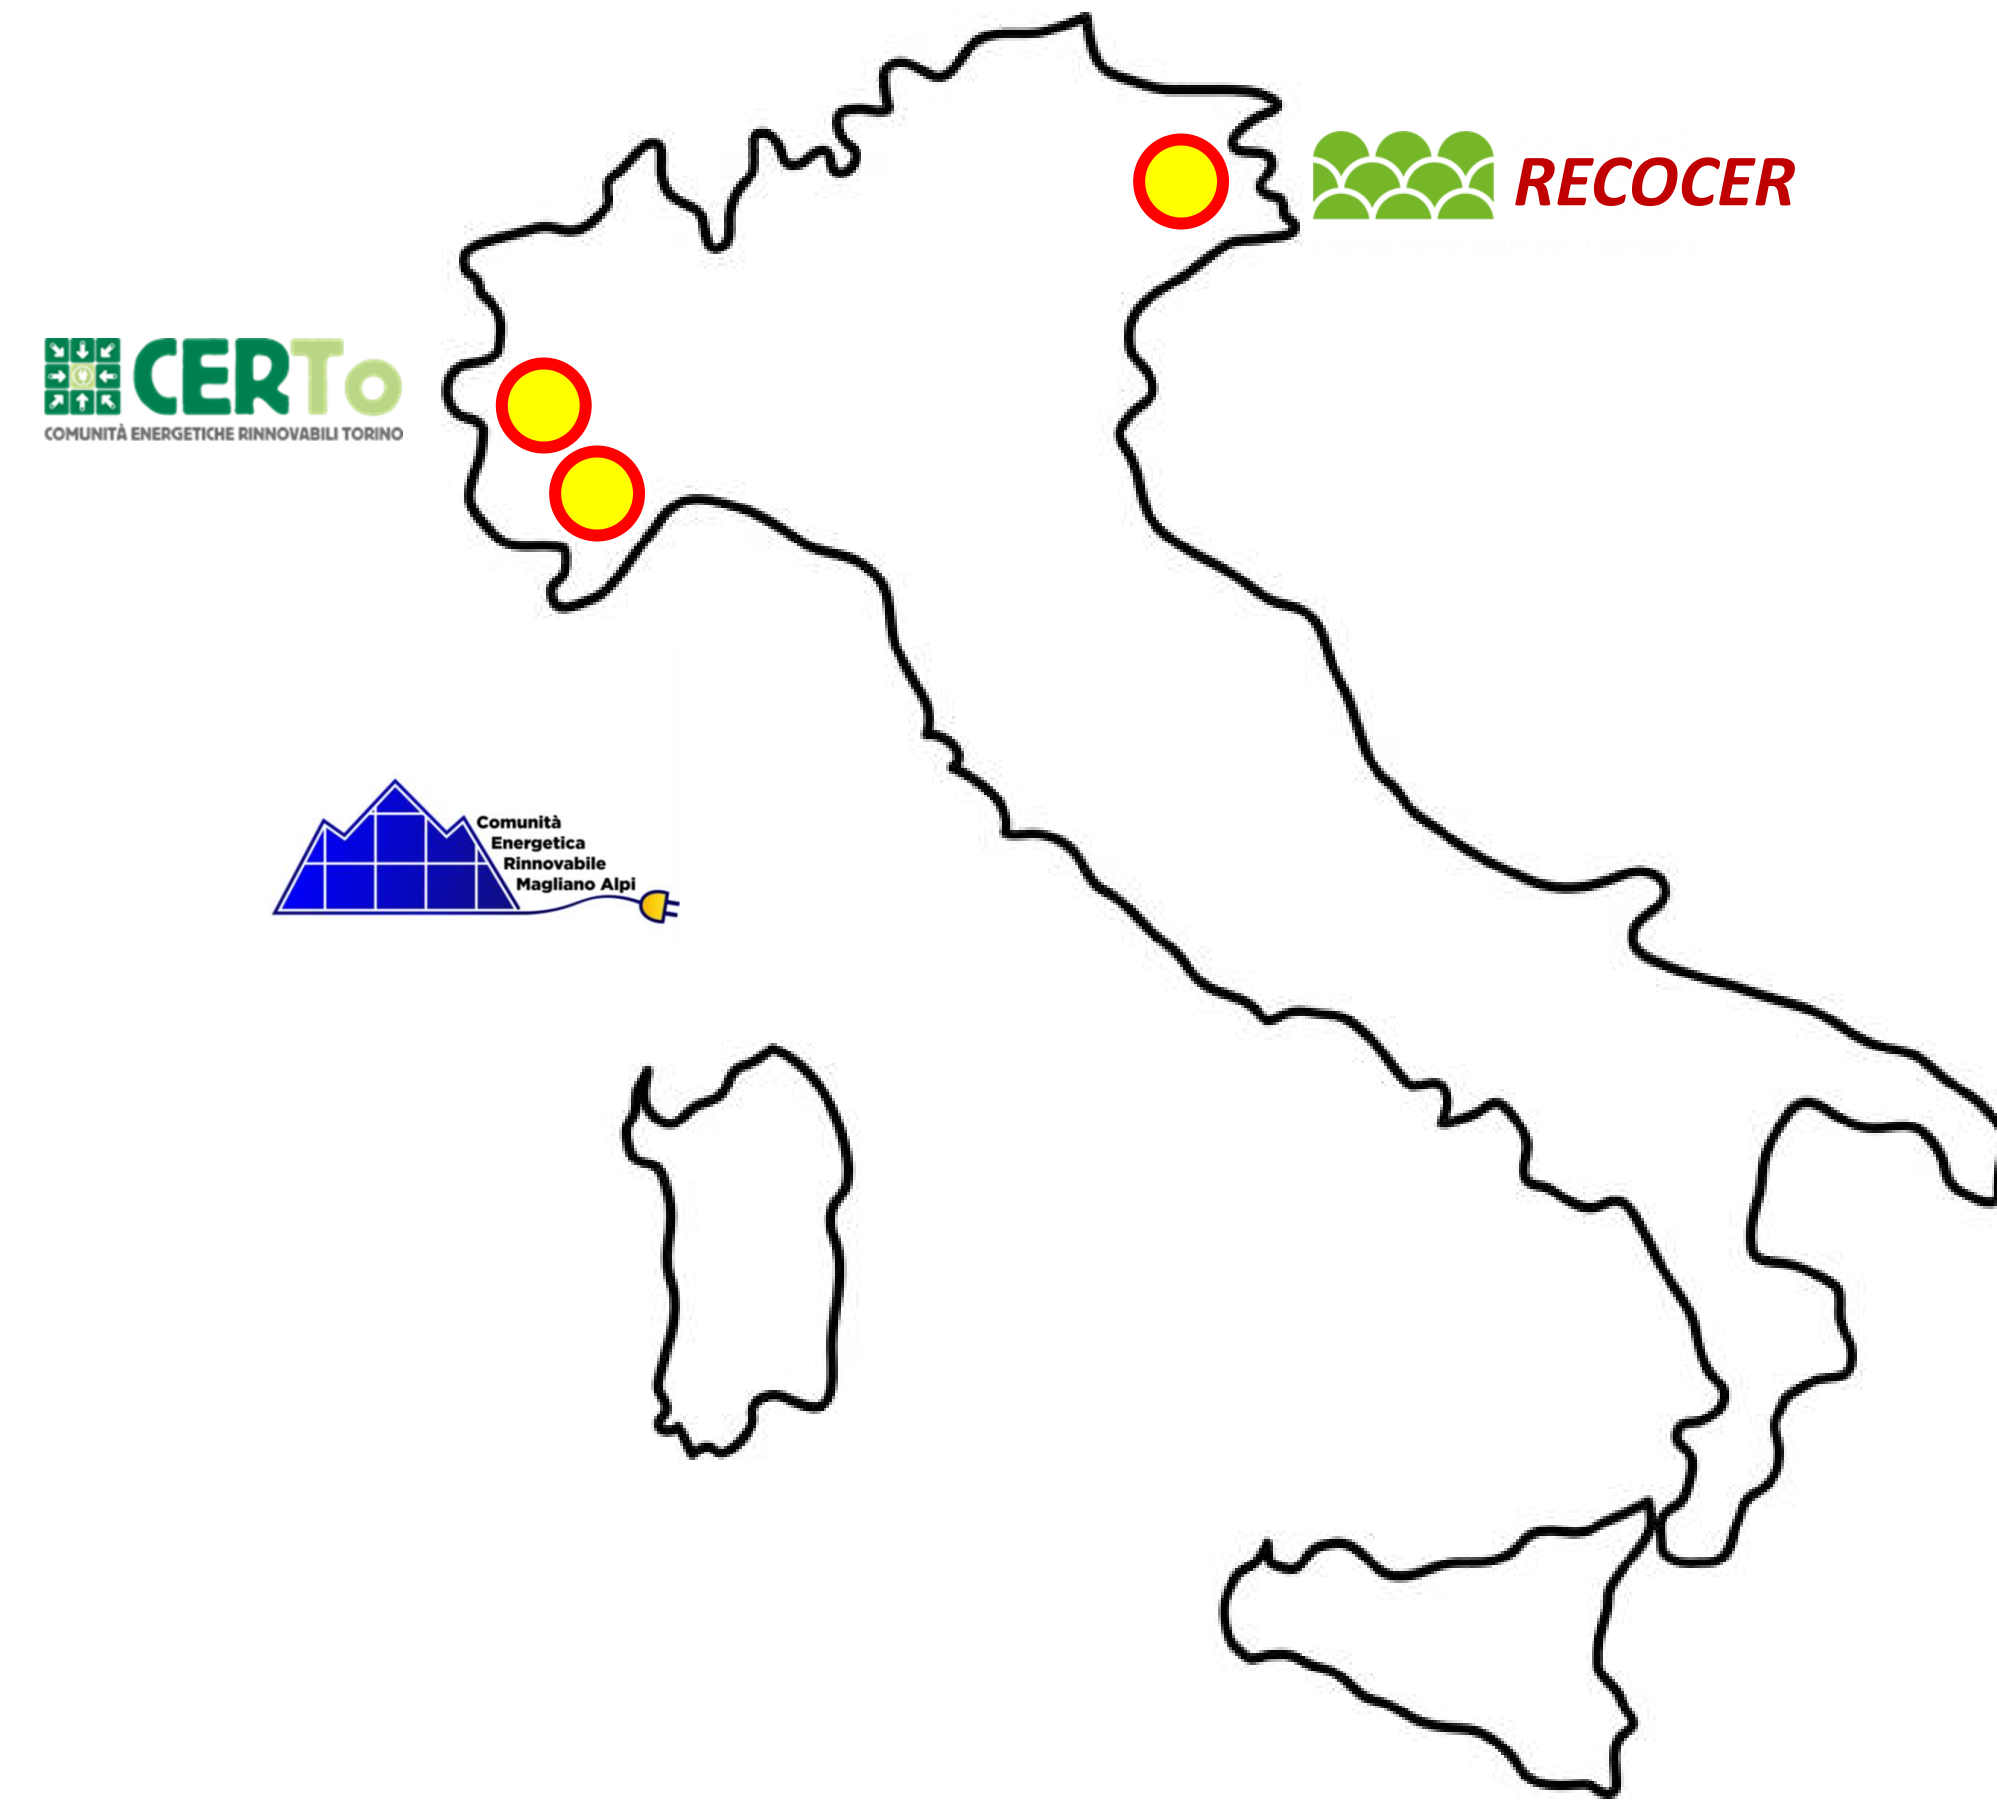 RECOCER
CERTo
COMUNITÀ ENERGETICHE RINNOVABILI TORINO
Comunità
Energetica
Rinnovabile
Magliano Alpi